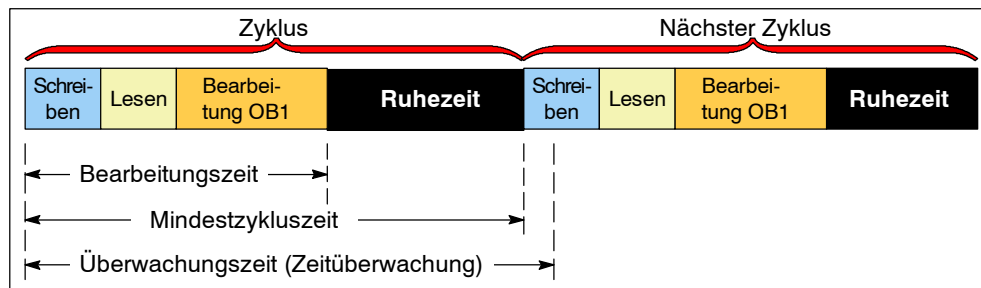 Zyklus Nächster Zyklus
Schrei-
ben
Lesen
Bearbei-
tung OB1
Ruhezeit
Schrei-
ben
Lesen
Bearbei-
tung OB1
Ruhezeit
Bearbeitungszeit
Mindestzykluszeit
Überwachungszeit (Zeitüberwachung)